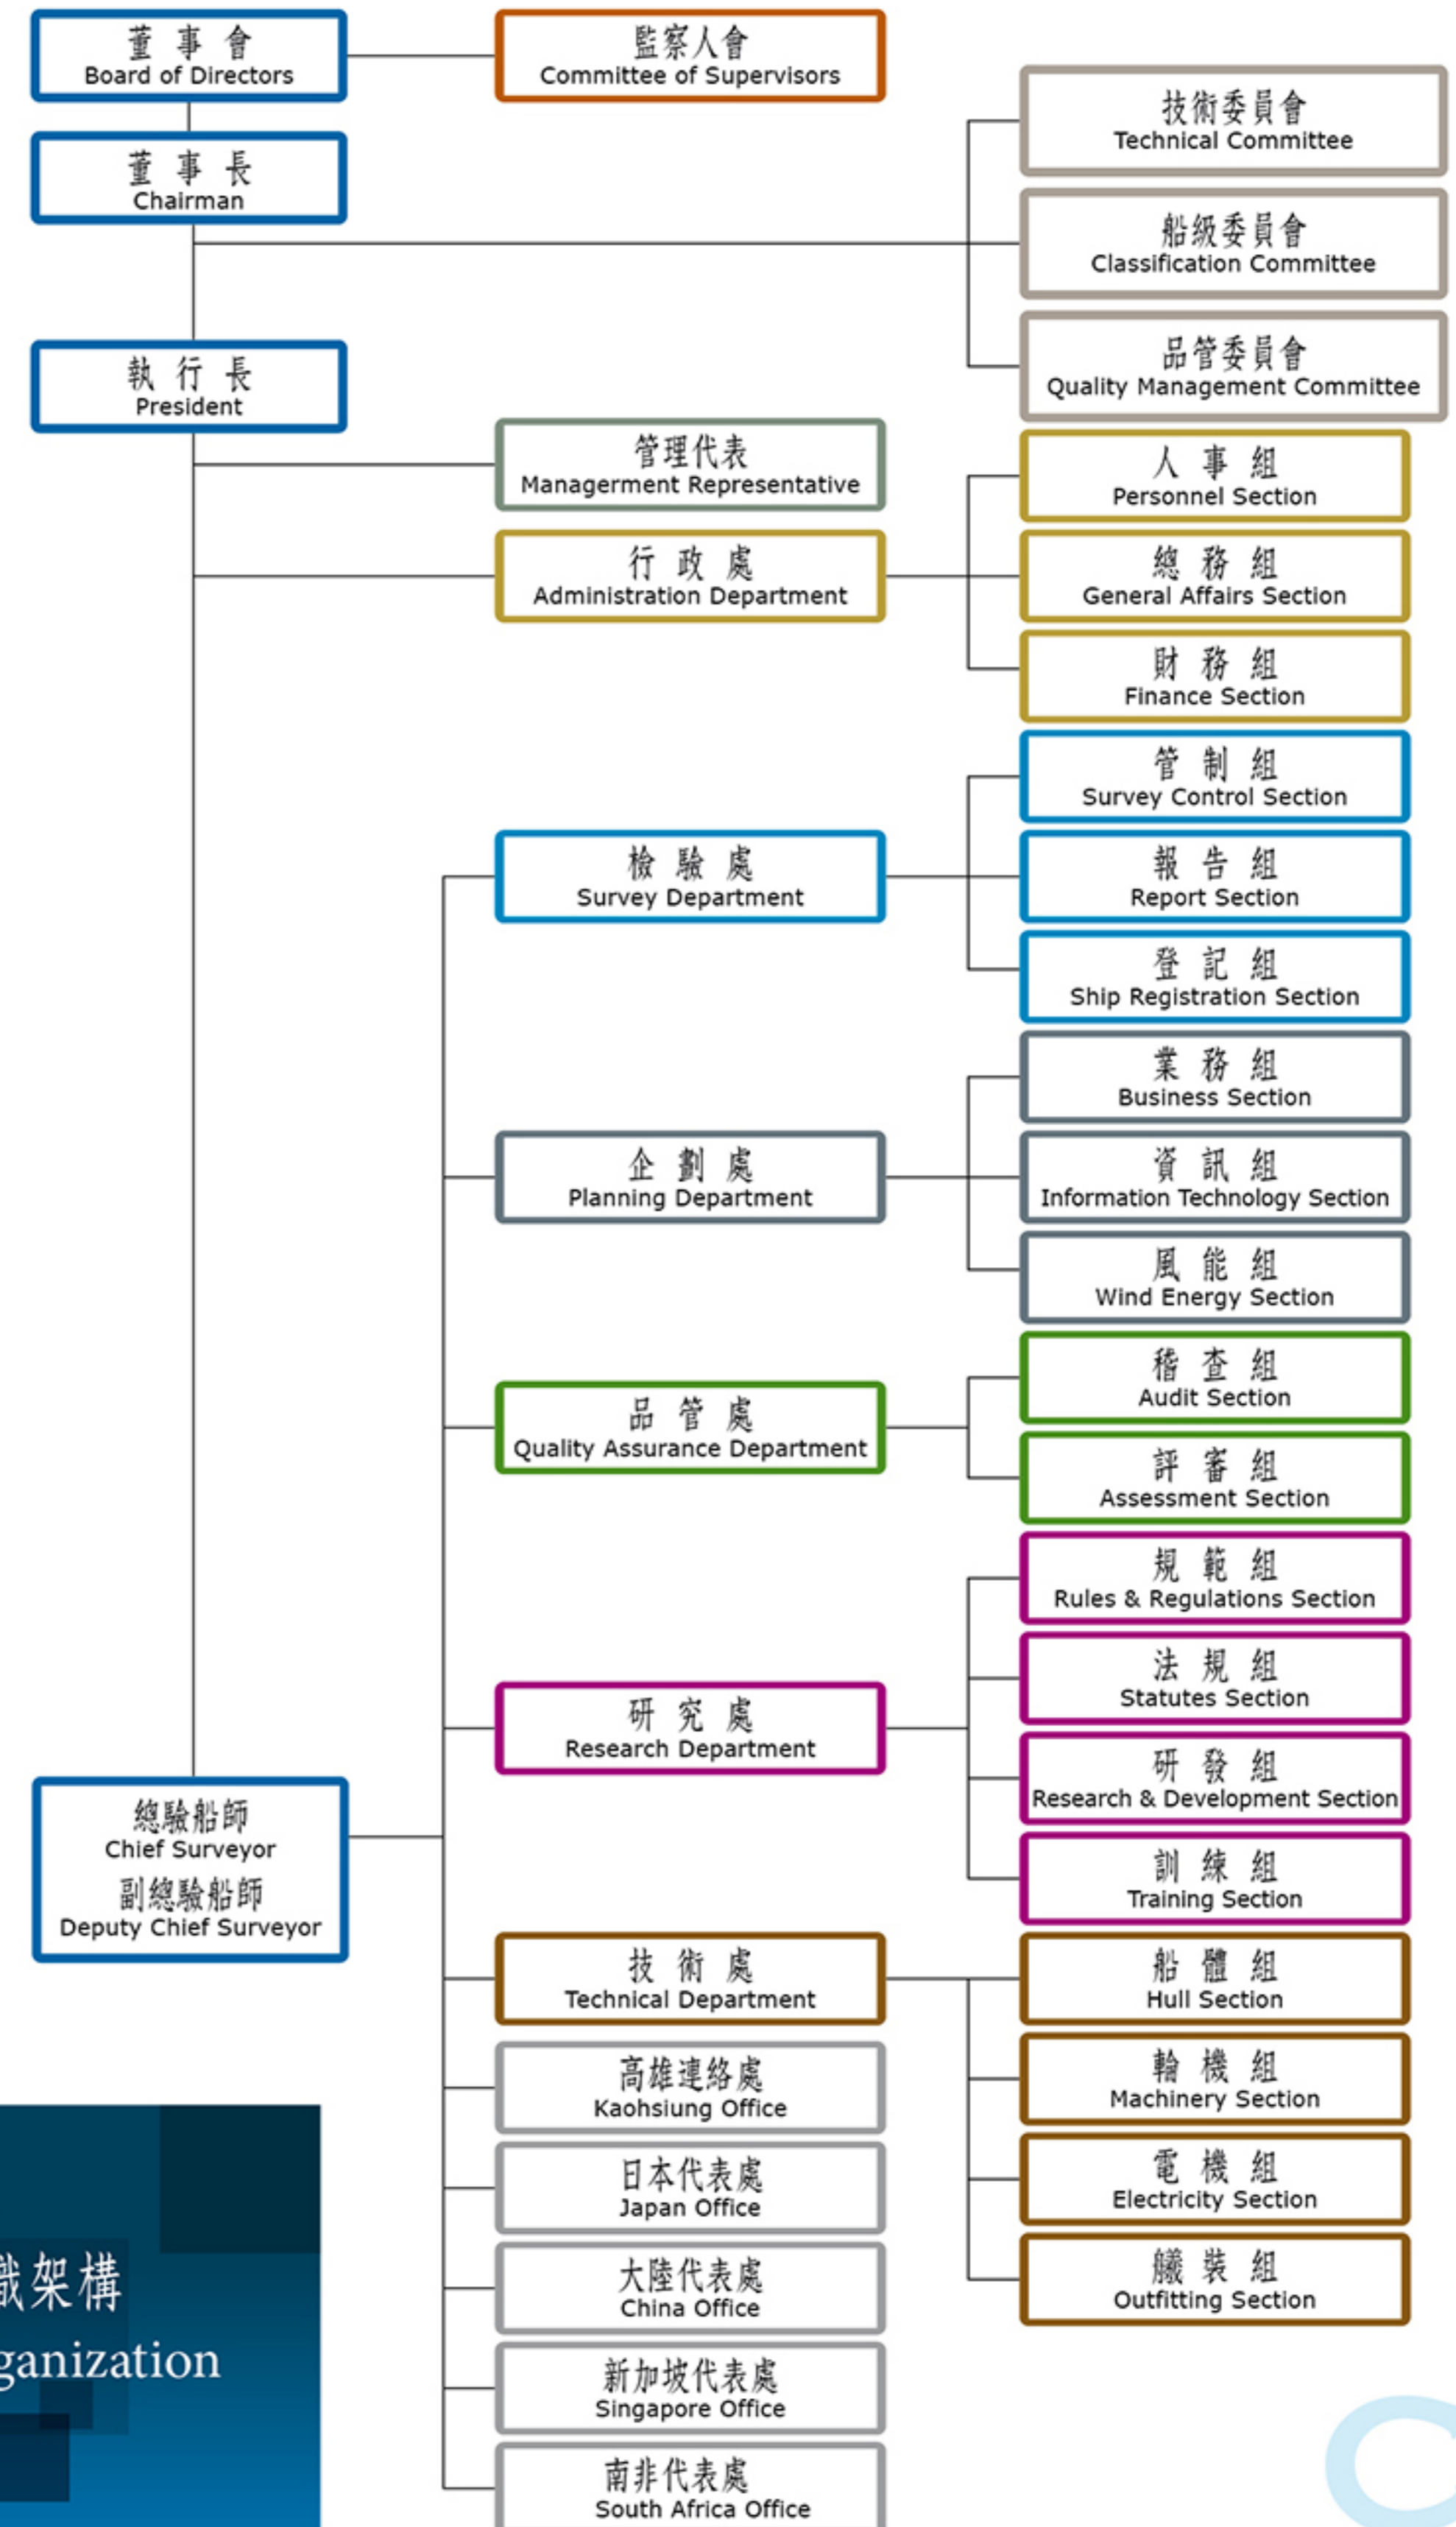 董事會
Board of Directors
監察人會
Committee of Supervisors
董事長
Chairman
技術委員會
Technical Committee
船級委員會
Classification Committee
品管委員會
Quality Management Committee
執行長
President
管理代表
Managerment Representative
行政處
Administration Department
人事組
Personnel Section
總務組
General Affairs Section
財務組
Finance Section
檢驗處
Survey Department
管制組
Survey Control Section
報告組
Report Section
登記組
Ship Registration Section
企劃處
Planning Department
業務組
Business Section
資訊組
Information Technology Section
風能組
Wind Energy Section
品管處
Quality Assurance Department
稽查組
Audit Section
評審組
Assessment Section
研究處
Research Department
規範組
Rules & Regulations Section
法規組
Statutes Section
研發組
Research & Development Section
訓練組
Training Section
總驗船師
Chief Surveyor
副總驗船師
Deputy Chief Surveyor
技術處
Technical Department
船體組
Hull Section
輪機組
Machinery Section
電機組
Electricity Section
艤裝組
Outfitting Section
高雄連絡處
Kaohsiung Office
日本代表處
Japan Office
大陸代表處
China Office
新加坡代表處
Singapore Office
南非代表處
South Africa Office
織架構
ganization